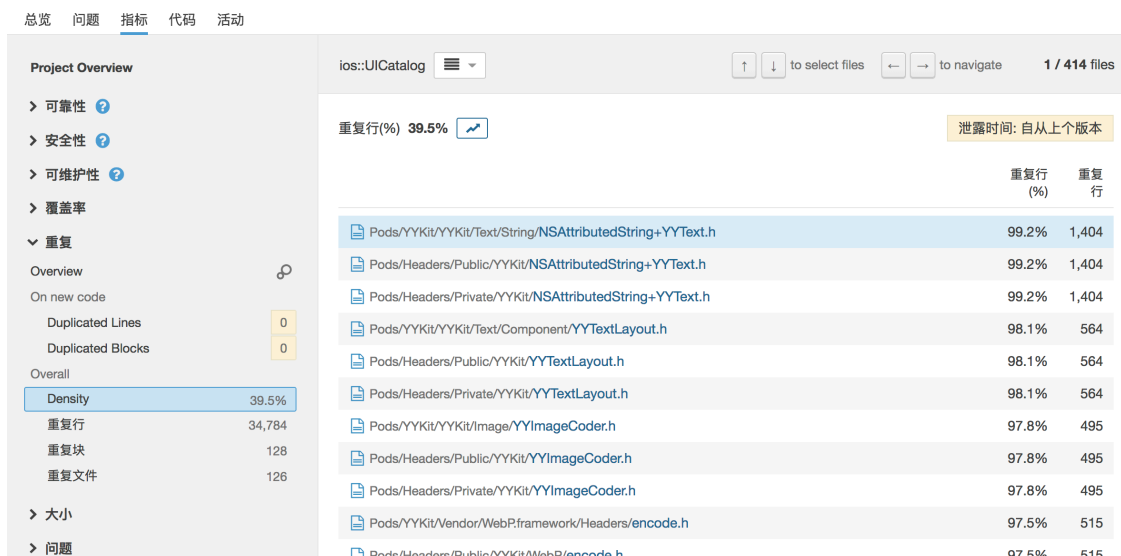 总览 问题 指标 代码 活动
Project Overview
可靠性 ?
安全性 ?
可维护性 ?
覆盖率
重复
Overview
On new code
Duplicated Lines 0
Duplicated Blocks 0
Overall
Density 39.5%
重复行 34,784
重复块 128
重复文件 126
大小
问题
ios::UICatalog ↑ ↓ to select files ← → to navigate 1 / 414 files
重复行(%) 39.5% 泄露时间: 自从上个版本
重复行 重复
(%) 行
Pods/YYKit/YYKit/Text/String/NSAttributedString+YYText.h 99.2% 1,404
Pods/Headers/Public/YYKit/NSAttributedString+YYText.h 99.2% 1,404
Pods/Headers/Private/YYKit/NSAttributedString+YYText.h 99.2% 1,404
Pods/YYKit/YYKit/Text/Component/YYTextLayout.h 98.1% 564
Pods/Headers/Public/YYKit/YYTextLayout.h 98.1% 564
Pods/Headers/Private/YYKit/YYTextLayout.h 98.1% 564
Pods/YYKit/YYKit/Image/YYImageCoder.h 97.8% 495
Pods/Headers/Public/YYKit/YYImageCoder.h 97.8% 495
Pods/Headers/Private/YYKit/YYImageCoder.h 97.8% 495
Pods/YYKit/Vendor/WebP.framework/Headers/encode.h 97.5% 515
Pods/Headers/Public/YYKit/WebP/encode.h 97.5% 515